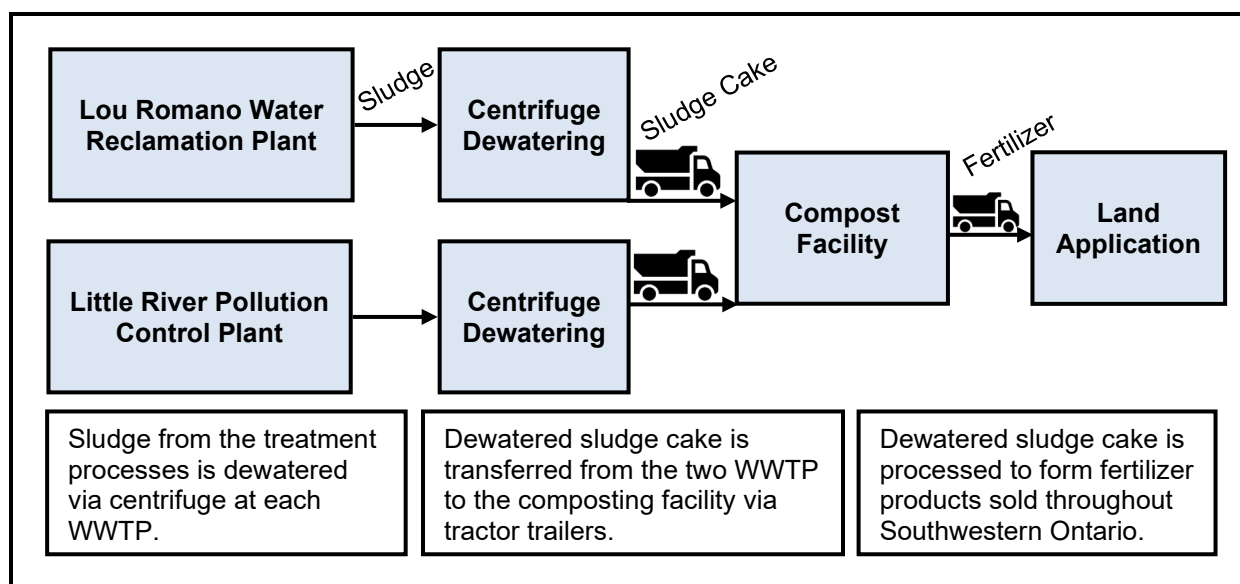 Lou Romano Water
Reclamation Plant
Sludge
Centrifuge
Dewatering
Sludge Cake
Compost
Facility
Fertilizer
Land
Application
Little River Pollution
Control Plant
Centrifuge
Dewatering
Sludge from the treatment
processes is dewatered
via centrifuge at each
WWTP.
Dewatered sludge cake is
transferred from the two WWTP
to the composting facility via
tractor trailers.
Dewatered sludge cake is
processed to form fertilizer
products sold throughout
Southwestern Ontario.